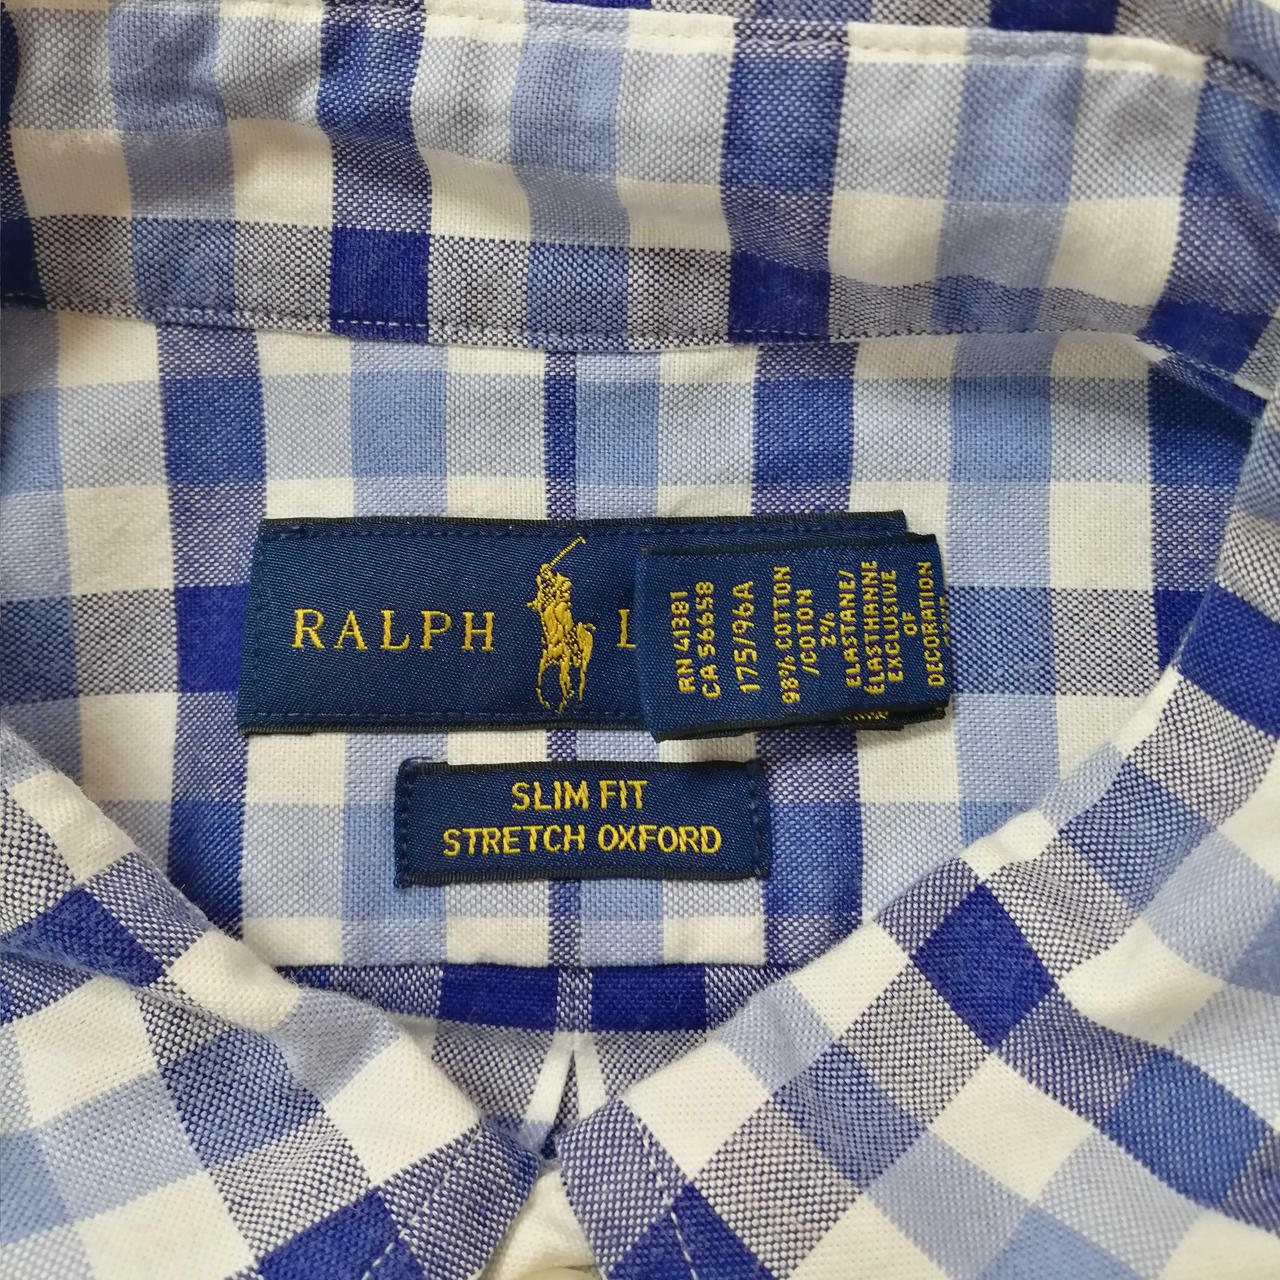 RALPH L
RN 41381
CA 56658
175/96A
98% COTTON
/COTON
2%
ELASTANE/
ÉLASTHANNE
EXCLUSIVE
OF
DECORATION
SLIM FIT
STRETCH OXFORD